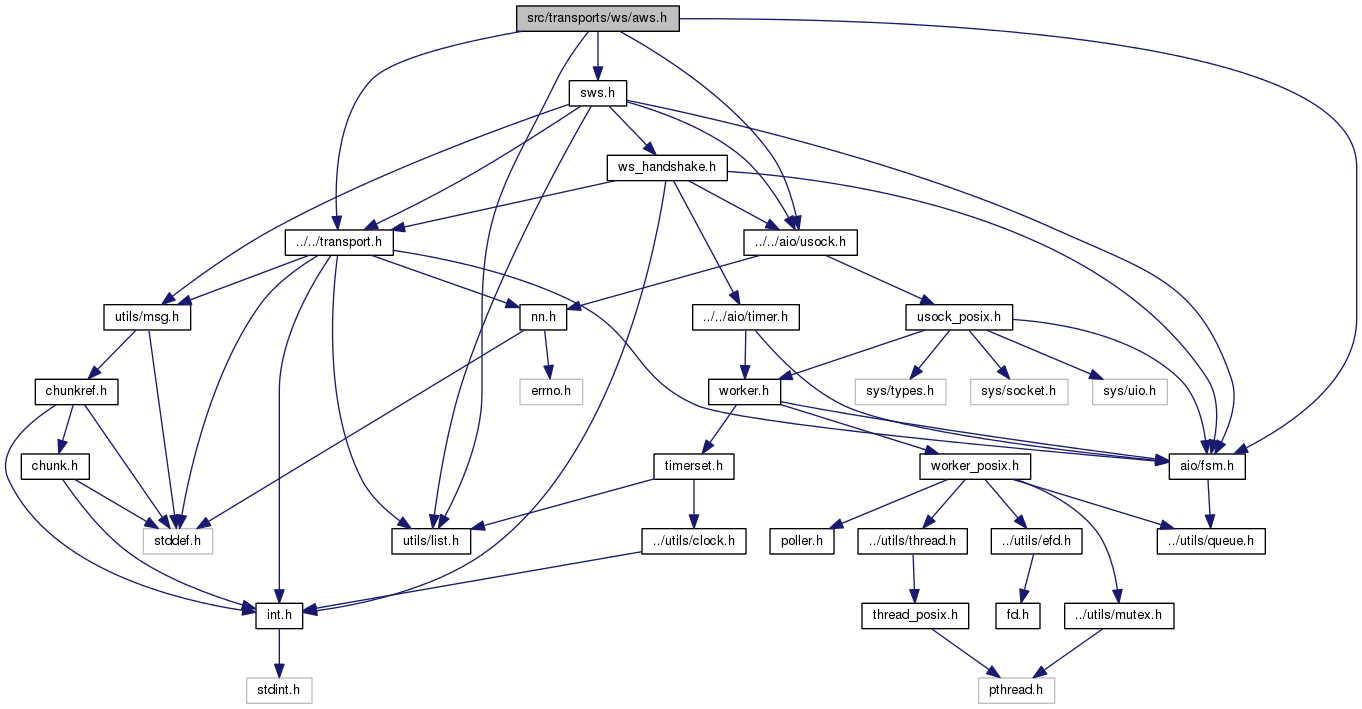 src/transports/ws/aws.h
sws.h
ws_handshake.h
../../transport.h
../../aio/usock.h
utils/msg.h
nn.h
../../aio/timer.h
usock_posix.h
chunkref.h
errno.h
worker.h
sys/types.h
sys/socket.h
sys/uio.h
chunk.h
timerset.h
worker_posix.h
aio/fsm.h
stddef.h
utils/list.h
../utils/clock.h
poller.h
../utils/thread.h
../utils/efd.h
../utils/queue.h
int.h
thread_posix.h
fd.h
../utils/mutex.h
stdint.h
pthread.h